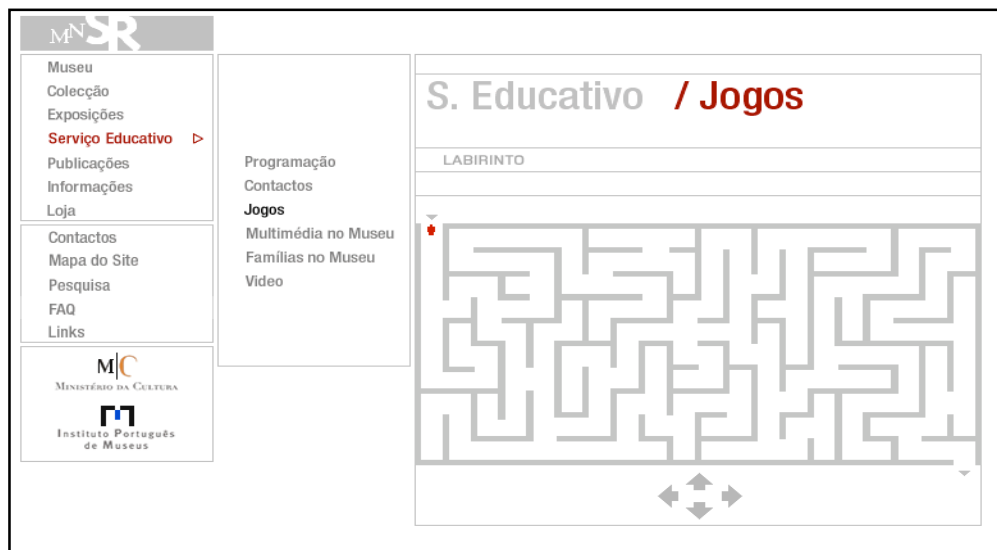 MNSR
Museu
Colecção
Exposições
Serviço Educativo
Publicações
Informações
Loja
Contactos
Mapa do Site
Pesquisa
FAQ
Links
M|C
MINISTÉRIO DA CULTURA
Instituto Português
de Museus
Programação
Contactos
Jogos
Multimédia no Museu
Famílias no Museu
Video
S. Educativo / Jogos
LABIRINTO